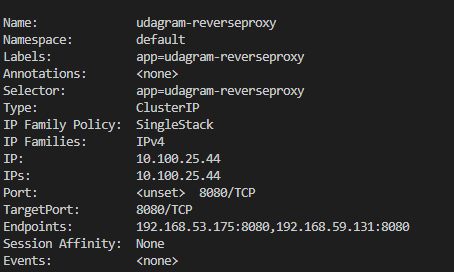 Name:              udagram-reverseproxy
Namespace:         default
Labels:            app=udagram-reverseproxy
Annotations:       <none>
Selector:          app=udagram-reverseproxy
Type:              ClusterIP
IP Family Policy:  SingleStack
IP Families:       IPv4
IP:                10.100.25.44
IPs:               10.100.25.44
Port:              <unset>  8080/TCP
TargetPort:        8080/TCP
Endpoints:         192.168.53.175:8080,192.168.59.131:8080
Session Affinity:  None
Events:            <none>